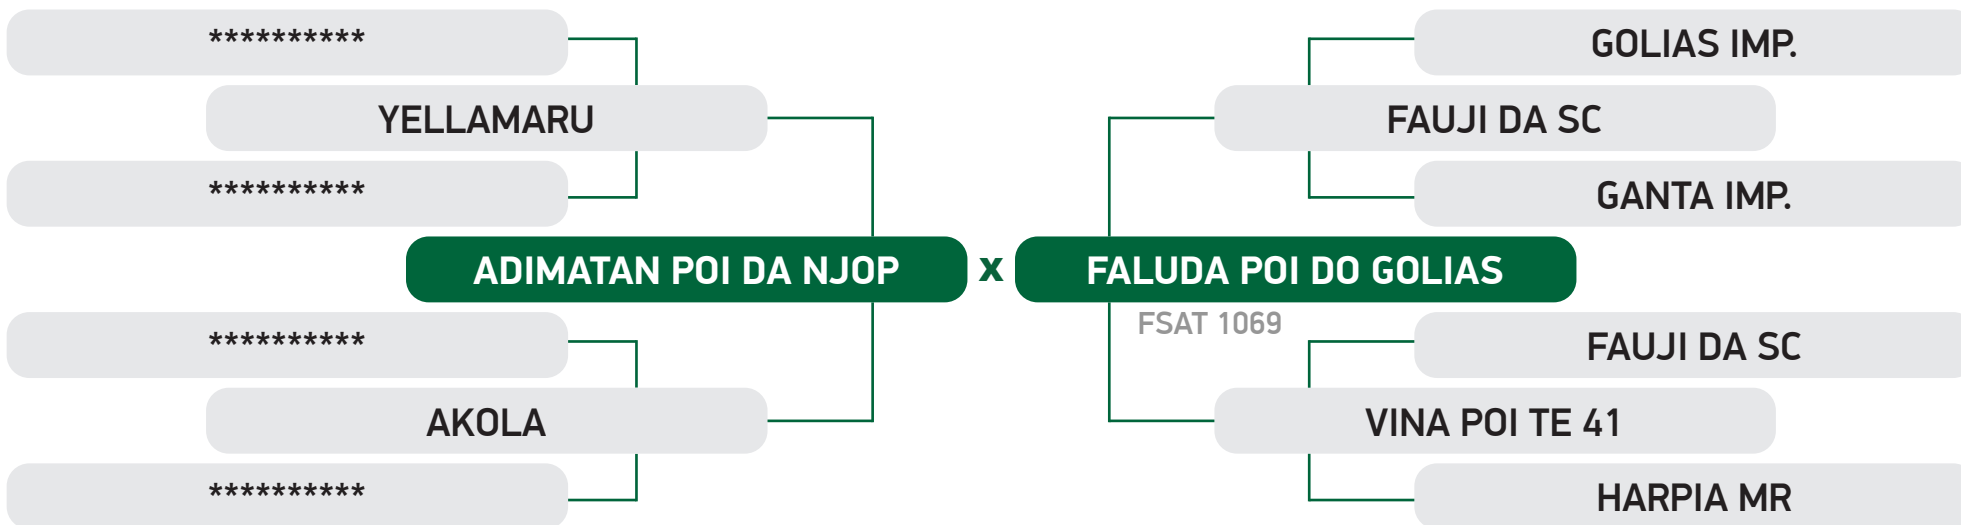 **********
GOLIAS IMP.
YELLAMARU
FAUJI DA SC
**********
GANTA IMP.
ADIMATAN POI DA NJOP
x
FALUDA POI DO GOLIAS
FSAT 1069
**********
FAUJI DA SC
AKOLA
VINA POI TE 41
**********
HARPIA MR